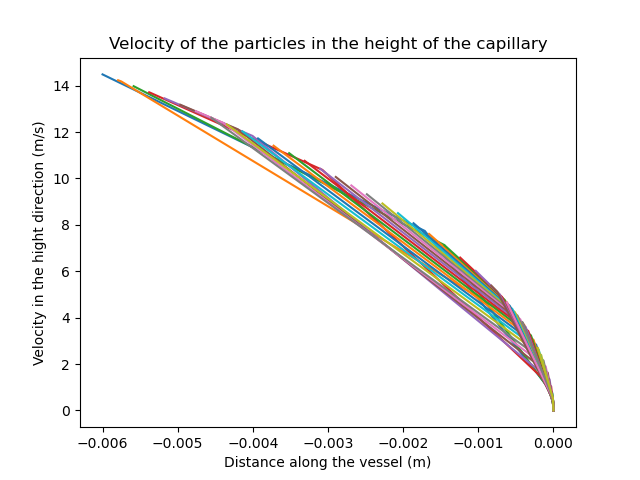 Velocity of the particles in the height of the capillary
Velocity in the hight direction (m/s)
14
12
10
8
6
4
2
0
−0.006 −0.005 −0.004 −0.003 −0.002 −0.001 0.000
Distance along the vessel (m)